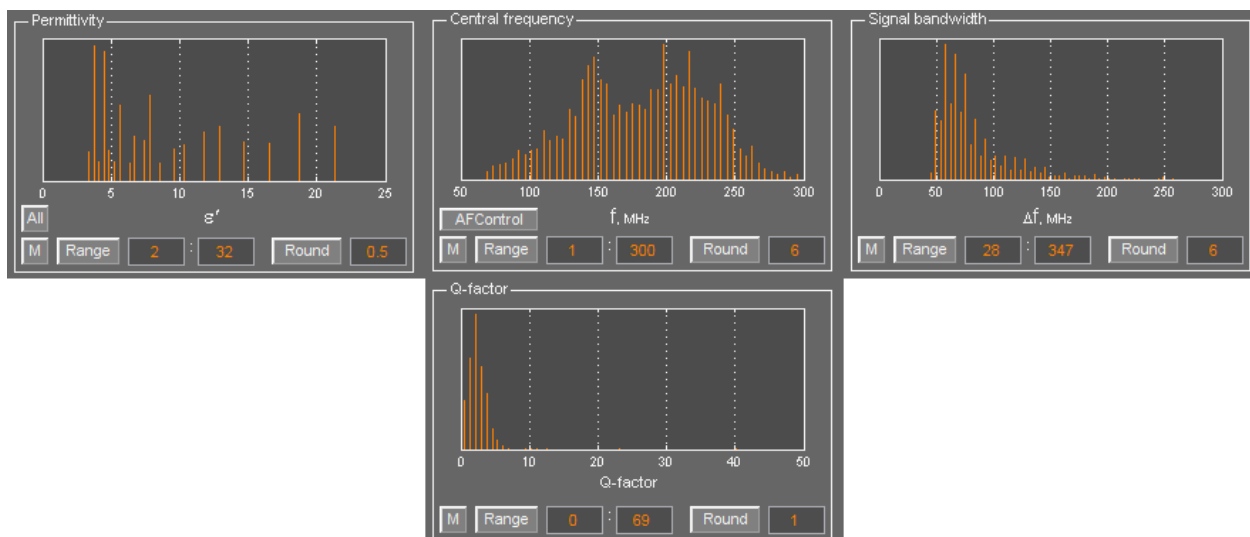 Permittivity
0 5 10 15 20 25
ε'
All
M Range 2 : 32 Round 0.5
Central frequency
50 100 150 200 250 300
AFControl f, MHz
M Range 1 : 300 Round 6
Signal bandwidth
0 50 100 150 200 250 300
Δf, MHz
M Range 28 : 347 Round 6
Q-factor
0 10 20 30 40 50
Q-factor
M Range 0 : 69 Round 1